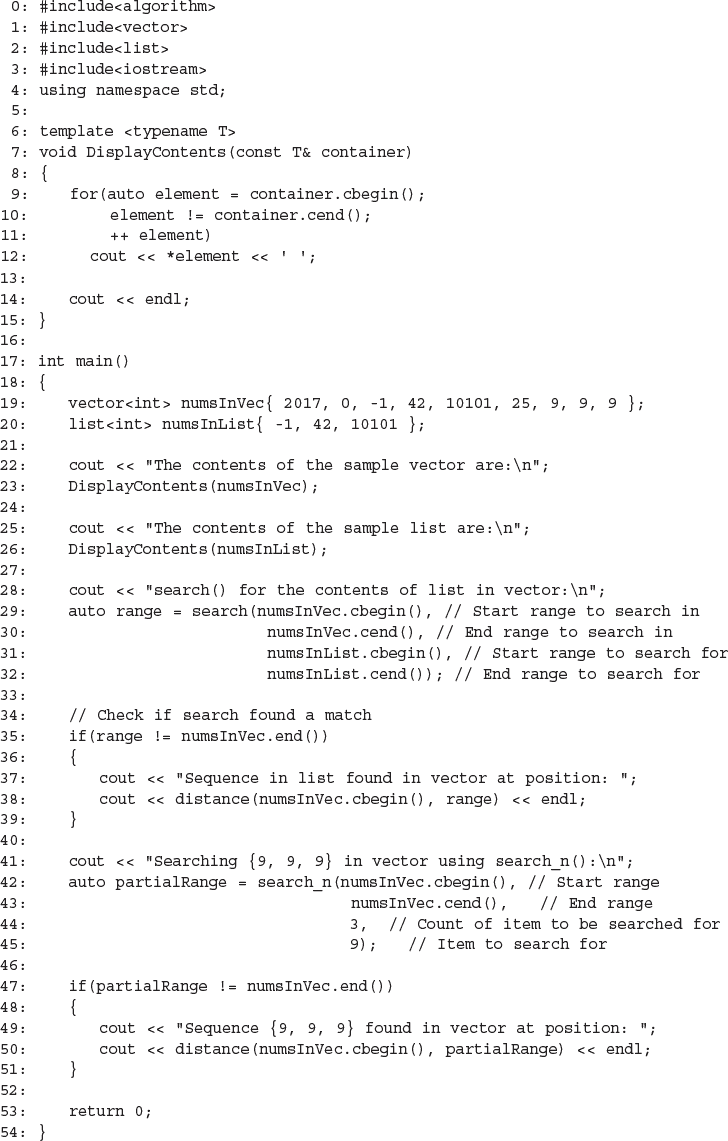 0: #include<algorithm>
1: #include<vector>
2: #include<list>
3: #include<iostream>
4: using namespace std;
5:
6: template <typename T>
7: void DisplayContents(const T& container)
8: {
9:    for(auto element = container.cbegin();
10:        element != container.cend();
11:        ++ element)
12:      cout << *element << ' ';
13:
14:    cout << endl;
15: }
16:
17: int main()
18: {
19:    vector<int> numsInVec{ 2017, 0, -1, 42, 10101, 25, 9, 9, 9 };
20:    list<int> numsInList{ -1, 42, 10101 };
21:
22:    cout << "The contents of the sample vector are:\n";
23:    DisplayContents(numsInVec);
24:
25:    cout << "The contents of the sample list are:\n";
26:    DisplayContents(numsInList);
27:
28:    cout << "search() for the contents of list in vector:\n";
29:    auto range = search(numsInVec.cbegin(), // Start range to search in
30:                        numsInVec.cend(), // End range to search in
31:                        numsInList.cbegin(), // Start range to search for
32:                        numsInList.cend()); // End range to search for
33:
34:    // Check if search found a match
35:    if(range != numsInVec.end())
36:    {
37:       cout << "Sequence in list found in vector at position: ";
38:       cout << distance(numsInVec.cbegin(), range) << endl;
39:    }
40:
41:    cout << "Searching {9, 9, 9} in vector using search_n():\n";
42:    auto partialRange = search_n(numsInVec.cbegin(), // Start range
43:                                 numsInVec.cend(),   // End range
44:                                 3,  // Count of item to be searched for
45:                                 9);   // Item to search for
46:
47:    if(partialRange != numsInVec.end())
48:    {
49:       cout << "Sequence {9, 9, 9} found in vector at position: ";
50:       cout << distance(numsInVec.cbegin(), partialRange) << endl;
51:    }
52:
53:    return 0;
54: }